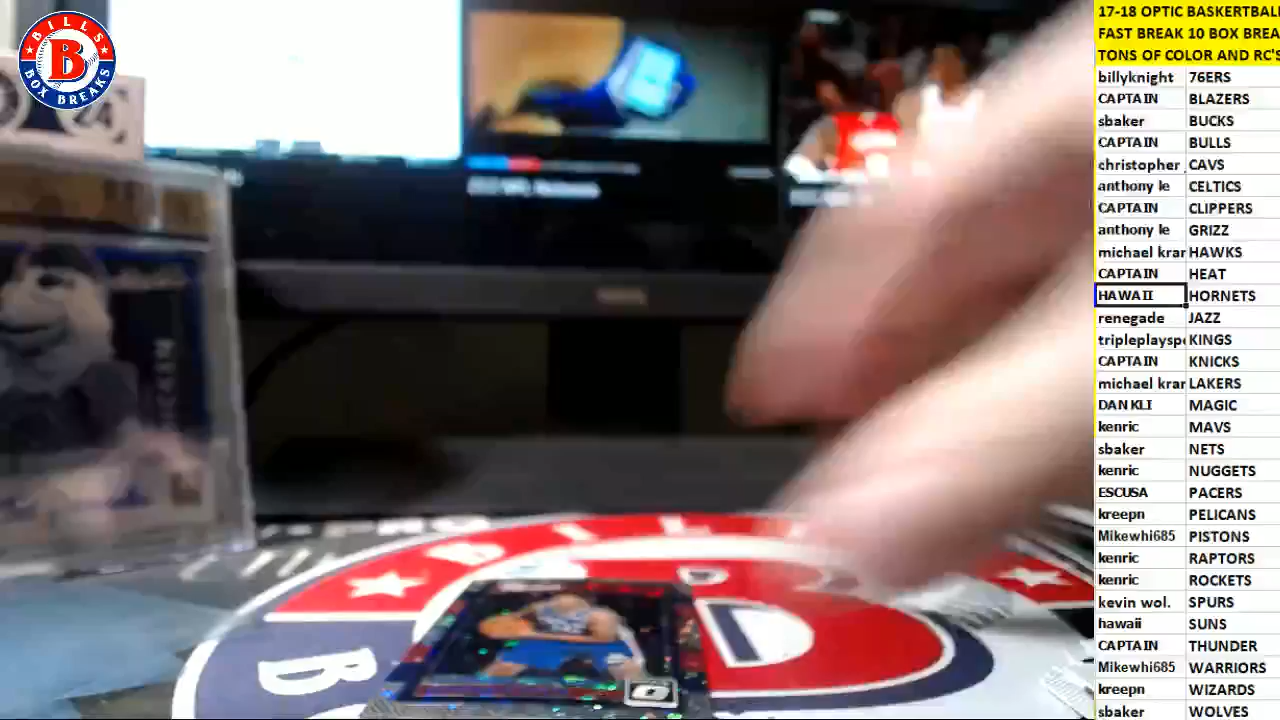 BILLS
B
BOX BREAKS
17-18 OPTIC BASKERTBALL
FAST BREAK 10 BOX BREA
TONS OF COLOR AND RC'S
billyknight 76ERS
CAPTAIN BLAZERS
sbaker BUCKS
CAPTAIN BULLS
christopher CAVS
anthony le CELTICS
CAPTAIN CLIPPERS
anthony le GRIZZ
michael krar HAWKS
CAPTAIN HEAT
HAWAII HORNETS
renegade JAZZ
tripleplayspo KINGS
CAPTAIN KNICKS
michael krar LAKERS
DAN KLI MAGIC
kenric MAVS
sbaker NETS
kenric NUGGETS
ESCUSA PACERS
kreepn PELICANS
Mikewhi685 PISTONS
kenric RAPTORS
kenric ROCKETS
kevin wol. SPURS
hawaii SUNS
CAPTAIN THUNDER
Mikewhi685 WARRIORS
kreepn WIZARDS
sbaker WOLVES
BIL
B